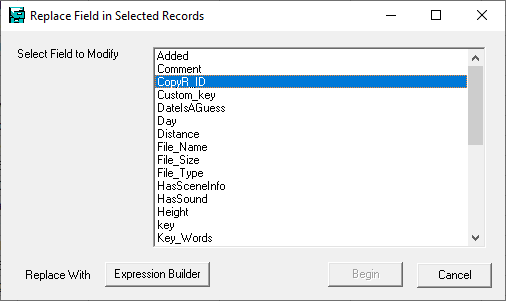 Replace Field in Selected Records
Select Field to Modify
Added
Comment
CopyR_ID
Custom_key
DateIsAGuess
Day
Distance
File_Name
File_Size
File_Type
HasSceneInfo
HasSound
Height
key
Key_Words
Replace With
Expression Builder
Begin
Cancel